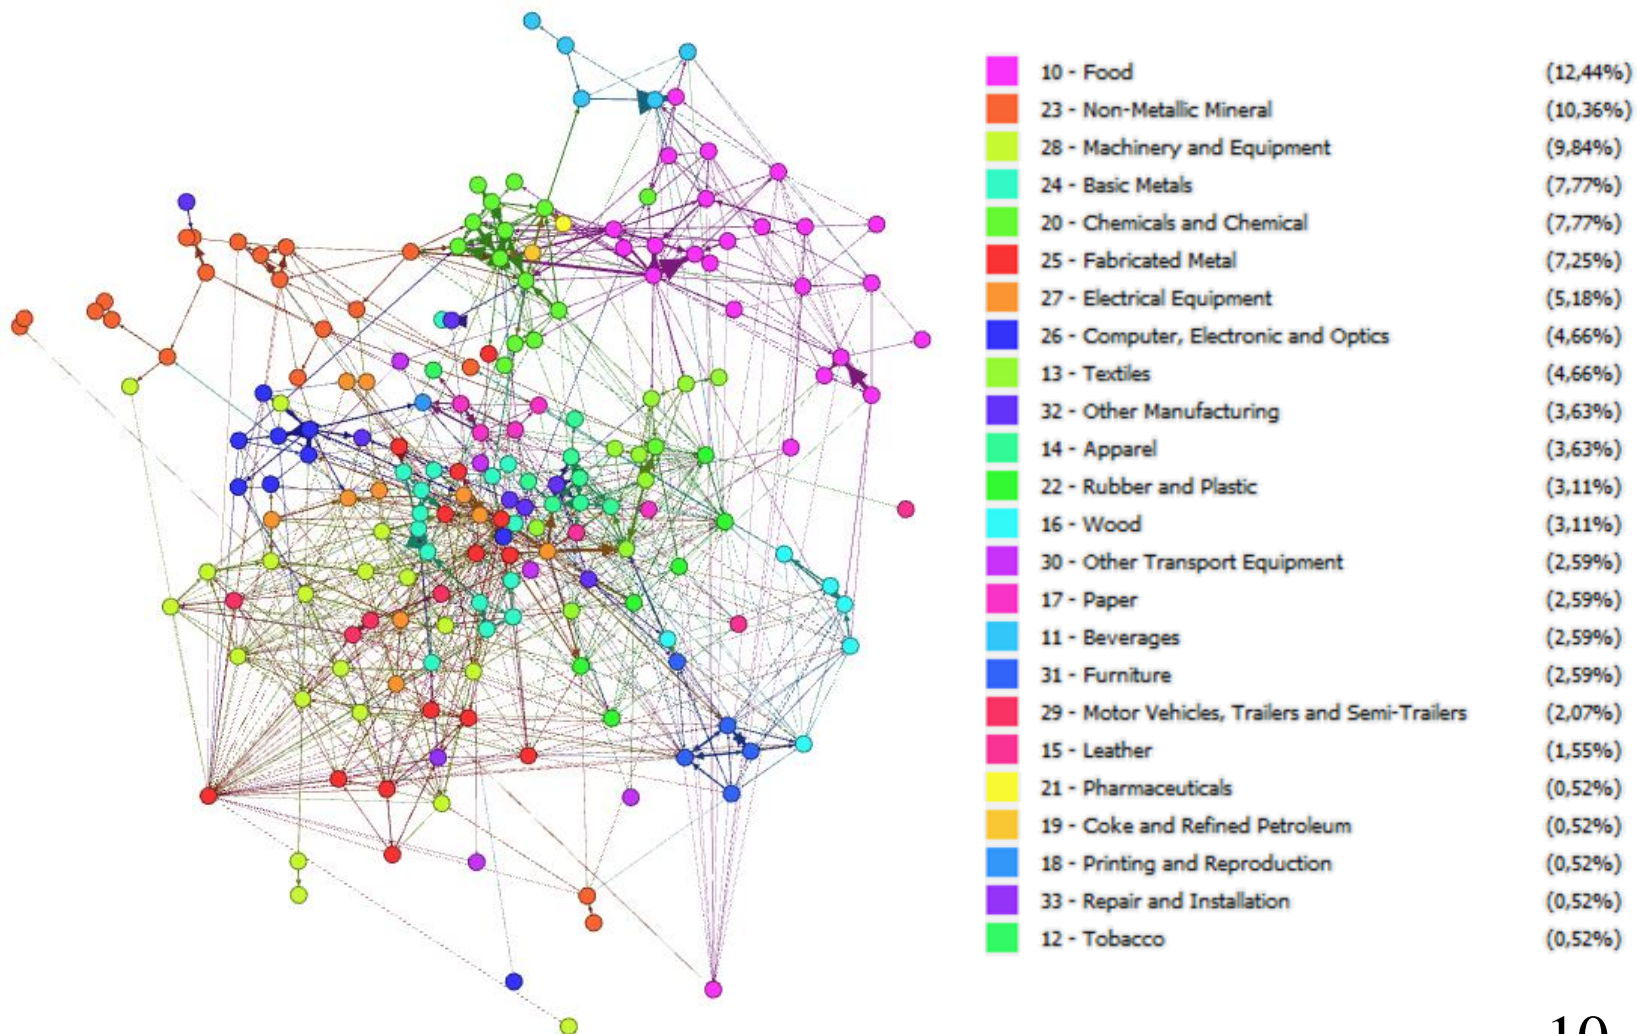 10 - Food (12,44%)
23 - Non-Metallic Mineral (10,36%)
28 - Machinery and Equipment (9,84%)
24 - Basic Metals (7,77%)
20 - Chemicals and Chemical (7,77%)
25 - Fabricated Metal (7,25%)
27 - Electrical Equipment (5,18%)
26 - Computer, Electronic and Optics (4,66%)
13 - Textiles (4,66%)
32 - Other Manufacturing (3,63%)
14 - Apparel (3,63%)
22 - Rubber and Plastic (3,11%)
16 - Wood (3,11%)
30 - Other Transport Equipment (2,59%)
17 - Paper (2,59%)
11 - Beverages (2,59%)
31 - Furniture (2,59%)
29 - Motor Vehicles, Trailers and Semi-Trailers (2,07%)
15 - Leather (1,55%)
21 - Pharmaceuticals (0,52%)
19 - Coke and Refined Petroleum (0,52%)
18 - Printing and Reproduction (0,52%)
33 - Repair and Installation (0,52%)
12 - Tobacco (0,52%)